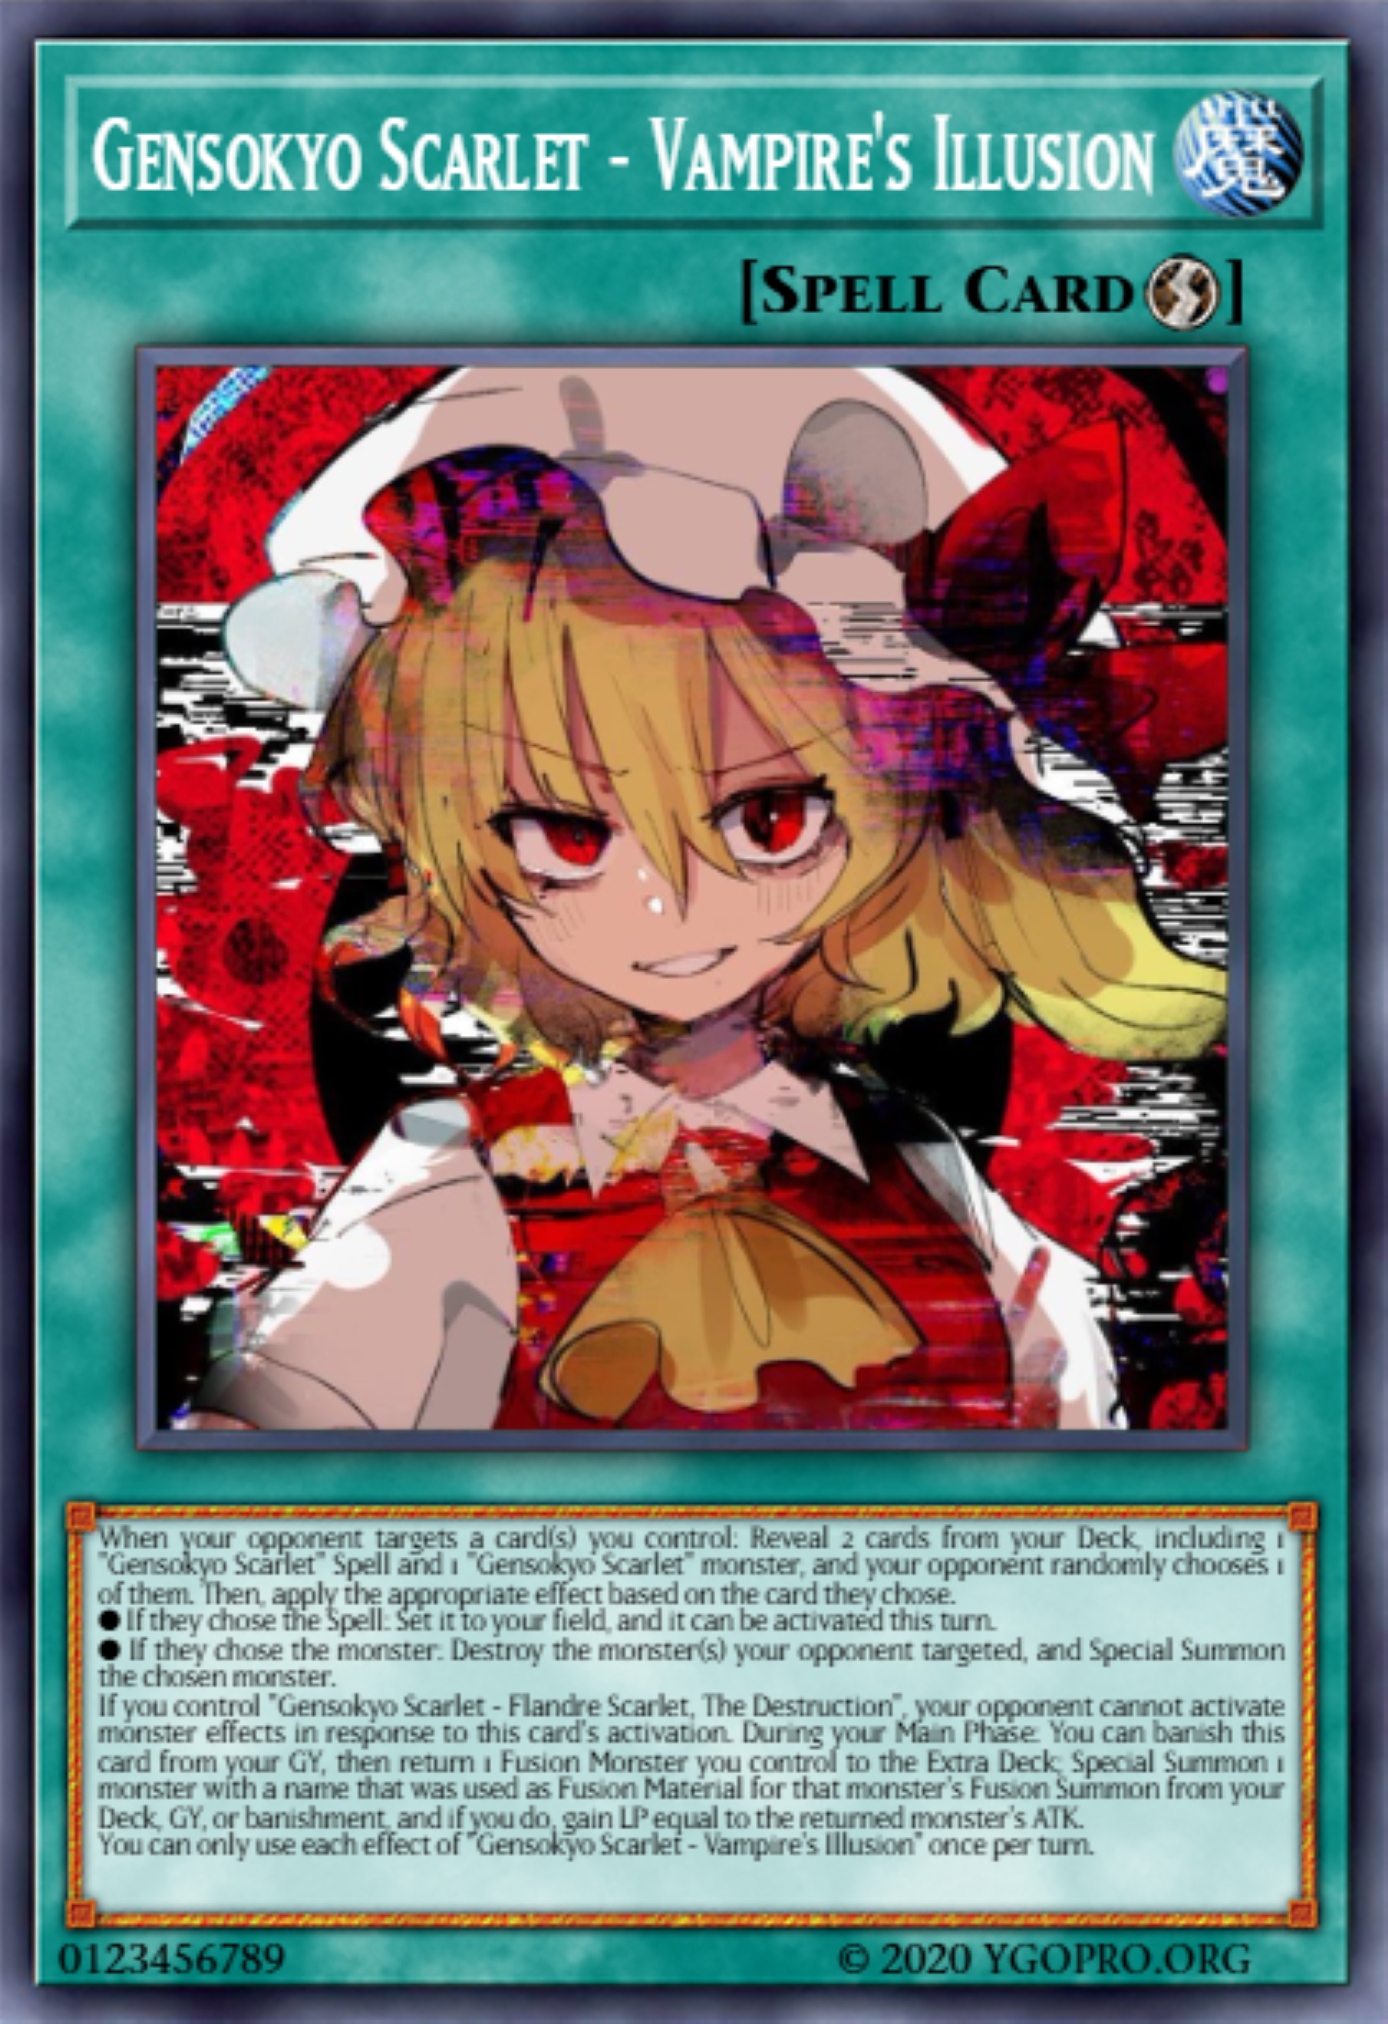 Gensokyo Scarlet - Vampire's Illusion
SPELL
魔
[Spell Card]
When your opponent targets a card(s) you control: Reveal 2 cards from your Deck, including 1
"Gensokyo Scarlet" Spell and 1 "Gensokyo Scarlet" monster, and your opponent randomly chooses 1
of them. Then, apply the appropriate effect based on the card they chose.
● If they chose the Spell: Set it to your field, and it can be activated this turn.
● If they chose the monster: Destroy the monster(s) your opponent targeted, and Special Summon
the chosen monster.
If you control "Gensokyo Scarlet - Flandre Scarlet, The Destruction", your opponent cannot activate
monster effects in response to this card's activation. During your Main Phase: You can banish this
card from your GY, then return 1 Fusion Monster you control to the Extra Deck; Special Summon 1
monster with a name that was used as Fusion Material for that monster's Fusion Summon from your
Deck, GY, or banishment, and if you do, gain LP equal to the returned monster's ATK.
You can only use each effect of "Gensokyo Scarlet - Vampire's Illusion" once per turn.
0123456789
© 2020 YGOPRO.ORG